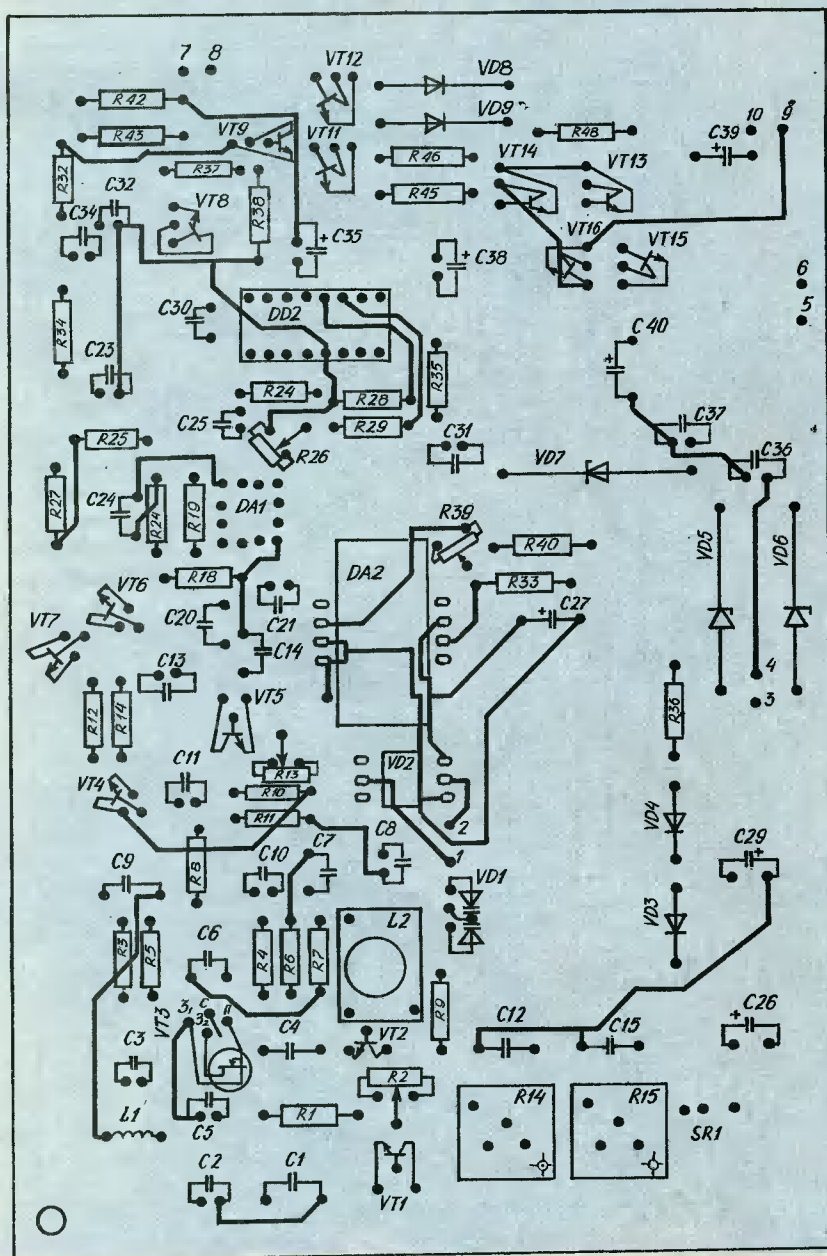 7 8
VT12
VD8
R42
VD9
10 9
R43
VT9
VT11
R48
C39
+
R46
VT14
VT13
R32
C32
R37
R45
C34
VT8
R38
+
C35
+
C38
VT16
VT15
6
5
C30
DD2
C40
+
R34
C23
R35
R24
R28
C37
C25
R29
R25
R26
C31
C36
VD7
R27
C24
R24
R19
DA1
R39
VD5
VD6
R40
DA2
R18
R33
VT6
C21
+
C27
VT7
C20
C14
C13
4
R36
3
VT5
R12
R14
C11
VD2
R13
VT4
R10
VD4
R11
2
C7
C8
C29
+
R8
1
C9
C10
VD1
VD3
L2
R3
R5
C6
R4
R6
R7
VT3
З1
З2
С
И
R9
C12
C26
+
C4
VT2
C15
C3
R2
R14
R15
L1
C5
R1
SR1
C2
C1
VT1